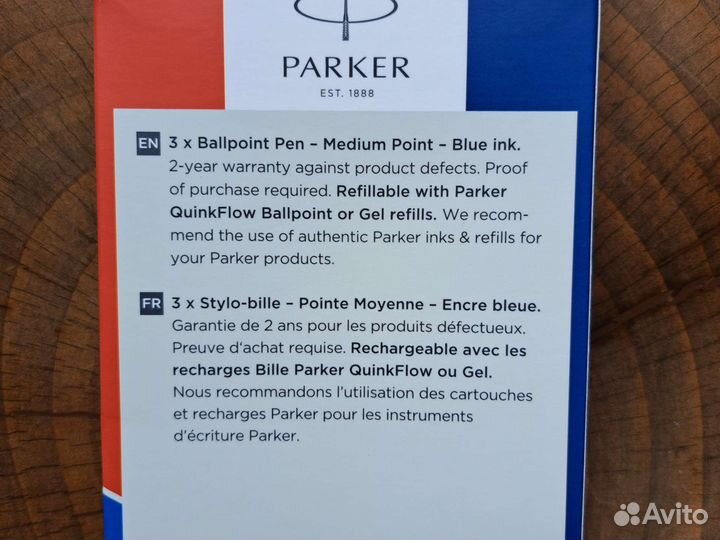 PARKER
EST. 1888
EN 3 x Ballpoint Pen – Medium Point – Blue ink.
2-year warranty against product defects. Proof
of purchase required. Refillable with Parker
QuinkFlow Ballpoint or Gel refills. We recom-
mend the use of authentic Parker inks & refills for
your Parker products.
FR 3 x Stylo-bille – Pointe Moyenne – Encre bleue.
Garantie de 2 ans pour les produits défectueux.
Preuve d'achat requise. Rechargeable avec les
recharges Bille Parker QuinkFlow ou Gel.
Nous recommandons l'utilisation des cartouches
et recharges Parker pour les instruments
d'écriture Parker.
Avito